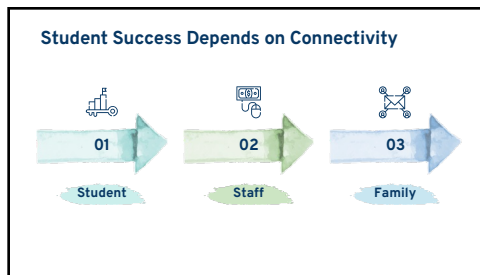 Student Success Depends on Connectivity
01
02
03
Student
Staff
Family